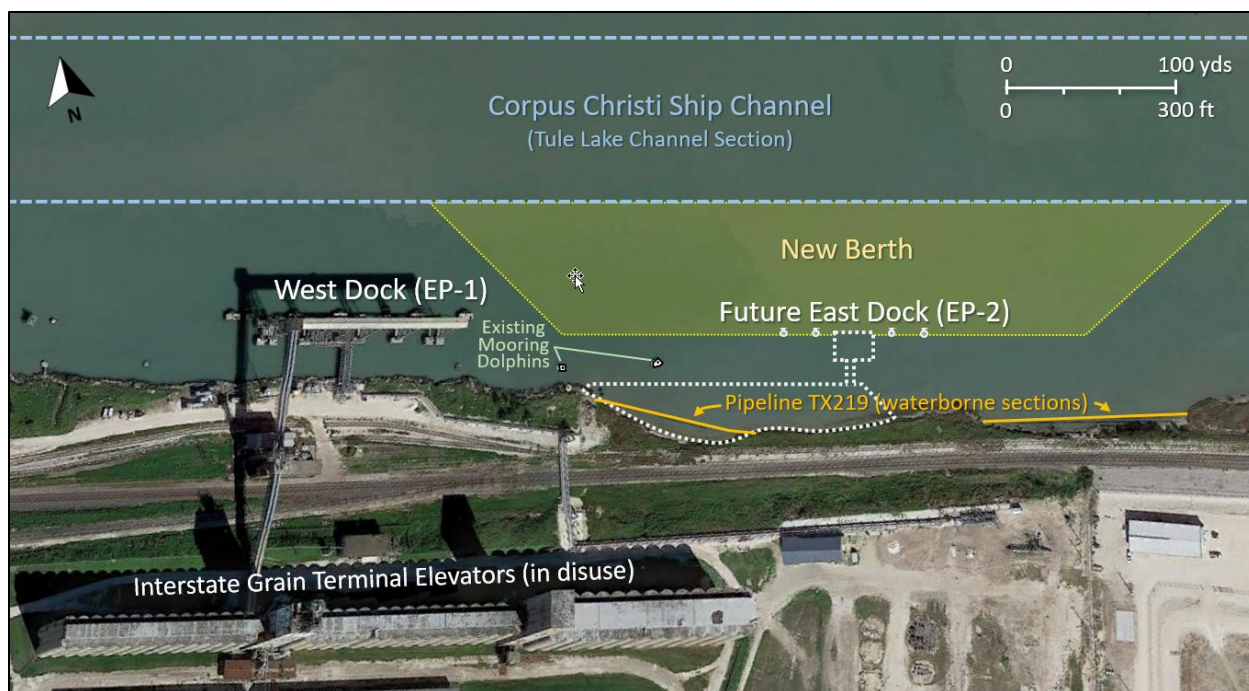 0 100 yds
0 300 ft
N
Corpus Christi Ship Channel
(Tule Lake Channel Section)
New Berth
West Dock (EP-1)
Future East Dock (EP-2)
Existing
Mooring
Dolphins
Pipeline TX219 (waterborne sections)
Interstate Grain Terminal Elevators (in disuse)